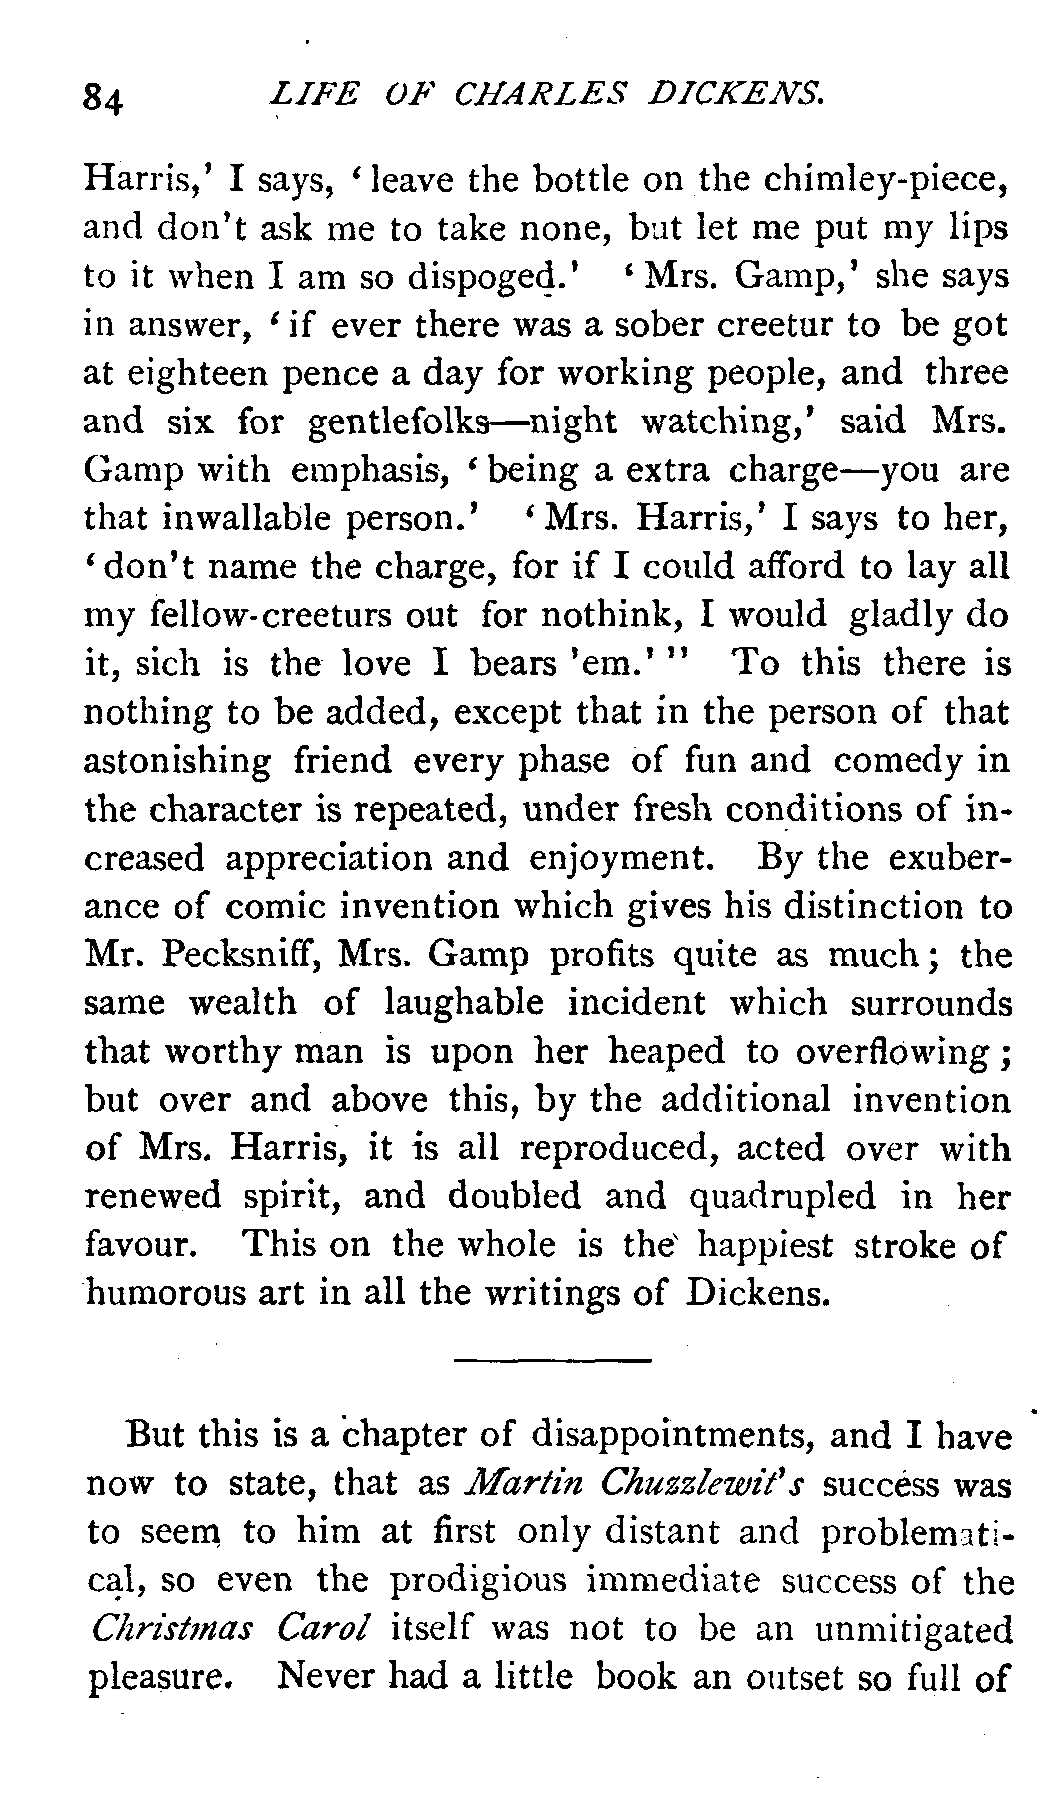 84 LIFE OF CHARLES DICKENS.
Harris,' I says, 'leave the bottle on the chimley-piece,
and don't ask me to take none, but let me put my lips
to it when I am so dispoged.' 'Mrs. Gamp,' she says
in answer, 'if ever there was a sober creetur to be got
at eighteen pence a day for working people, and three
and six for gentlefolks—night watching,' said Mrs.
Gamp with emphasis, 'being a extra charge—you are
that inwallable person.' 'Mrs. Harris,' I says to her,
'don't name the charge, for if I could afford to lay all
my fellow-creeturs out for nothink, I would gladly do
it, sich is the love I bears 'em.' " To this there is
nothing to be added, except that in the person of that
astonishing friend every phase of fun and comedy in
the character is repeated, under fresh conditions of in-
creased appreciation and enjoyment. By the exuber-
ance of comic invention which gives his distinction to
Mr. Pecksniff, Mrs. Gamp profits quite as much; the
same wealth of laughable incident which surrounds
that worthy man is upon her heaped to overflowing;
but over and above this, by the additional invention
of Mrs. Harris, it is all reproduced, acted over with
renewed spirit, and doubled and quadrupled in her
favour. This on the whole is the happiest stroke of
humorous art in all the writings of Dickens.
But this is a chapter of disappointments, and I have
now to state, that as Martin Chuzzlewit's success was
to seem to him at first only distant and problemati-
cal, so even the prodigious immediate success of the
Christmas Carol itself was not to be an unmitigated
pleasure. Never had a little book an outset so full of